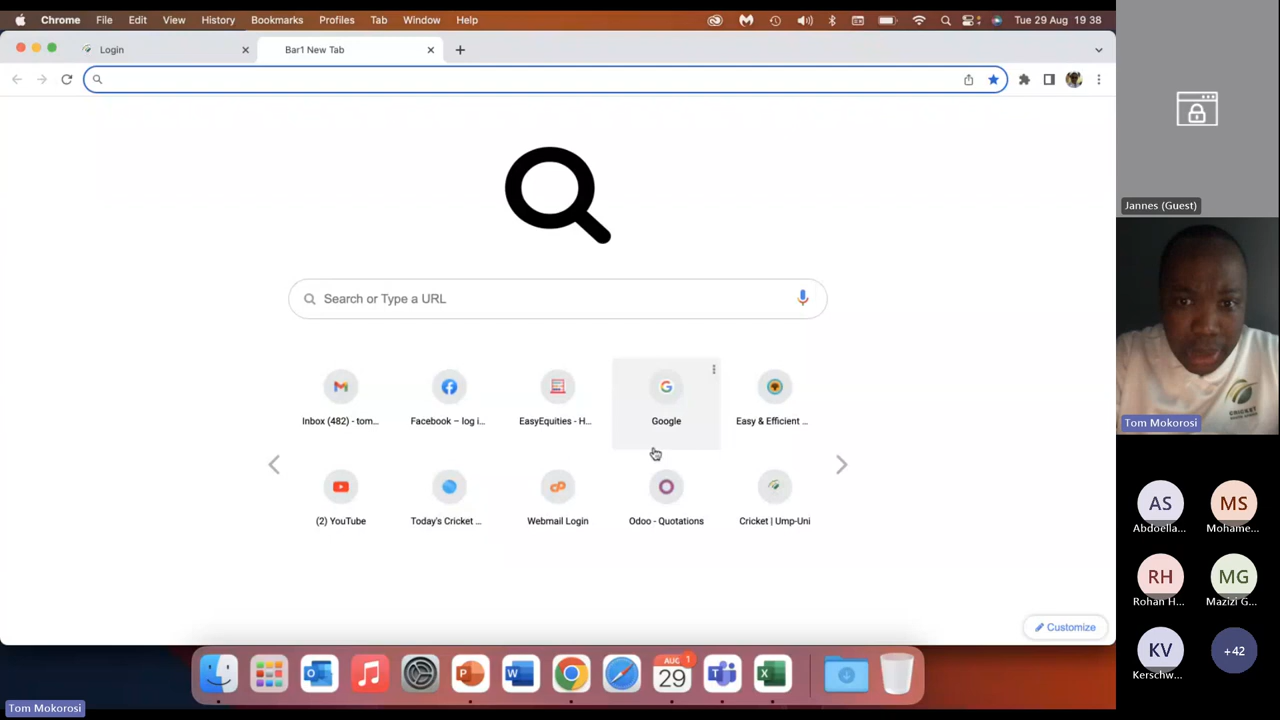 Chrome File Edit View History Bookmarks Profiles Tab Window Help Tue 29 Aug 19 38
Login
Bar1 New Tab
Search or Type a URL
Inbox (482) - tom...
Facebook – log i...
EasyEquities - H...
Google
Easy & Efficient ...
(2) YouTube
Today's Cricket ...
Webmail Login
Odoo - Quotations
Cricket | Ump-Uni
Customize
AUG 1
29
Tom Mokorosi
Jannes (Guest)
CRICKET
Tom Mokorosi
AS
Abdoella...
MS
Mohame...
RH
Rohan H...
MG
Mazizi G...
KV
Kerschw...
+42